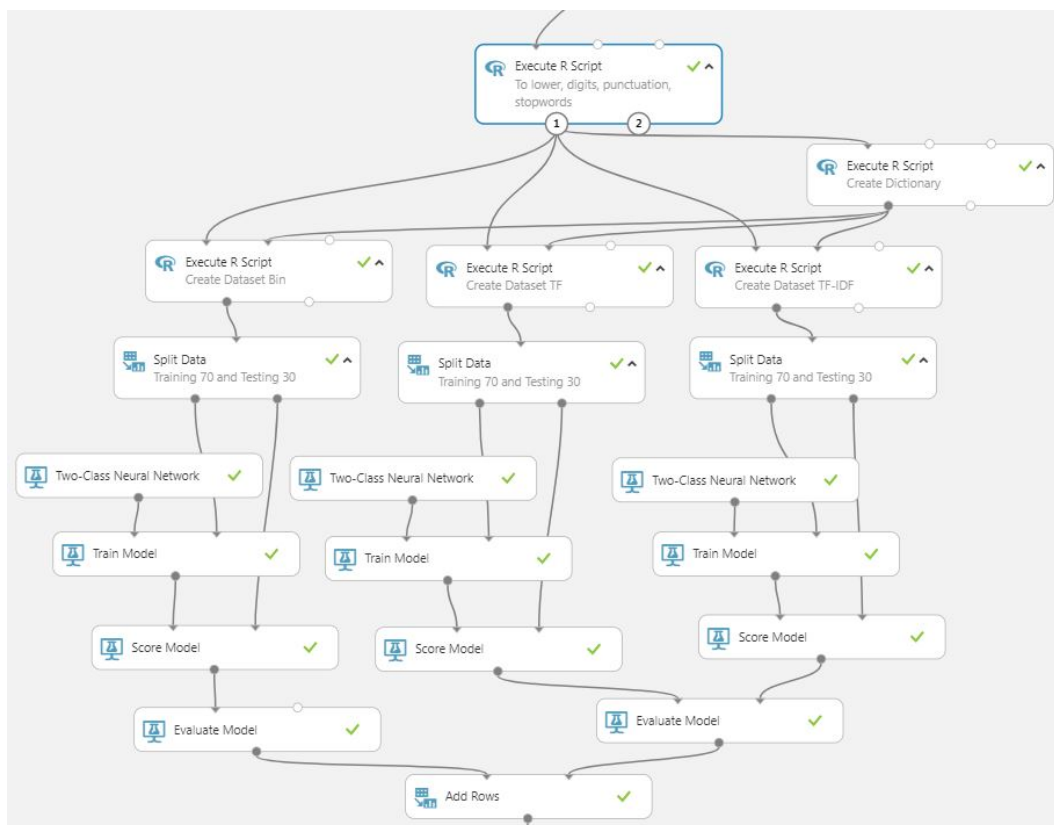 Execute R Script
To lower, digits, punctuation,
stopwords
1
2
Execute R Script
Create Dictionary
Execute R Script
Create Dataset Bin
Execute R Script
Create Dataset TF
Execute R Script
Create Dataset TF-IDF
Split Data
Training 70 and Testing 30
Split Data
Training 70 and Testing 30
Split Data
Training 70 and Testing 30
Two-Class Neural Network
Two-Class Neural Network
Two-Class Neural Network
Train Model
Train Model
Train Model
Score Model
Score Model
Score Model
Evaluate Model
Evaluate Model
Add Rows